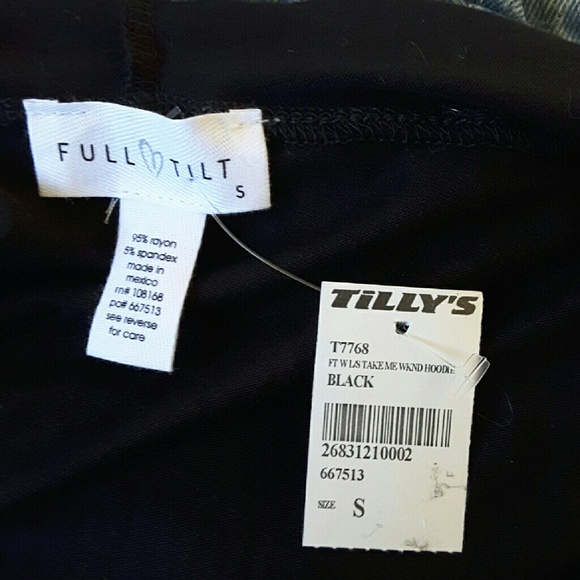 FULL TILT
S
95% rayon
5% spandex
made in
mexico
rn# 108168
po# 667513
see reverse
for care
TILLY'S
T7768
FT W L/S TAKE ME WKND HOODIE
BLACK
26831210002
667513
SIZE S